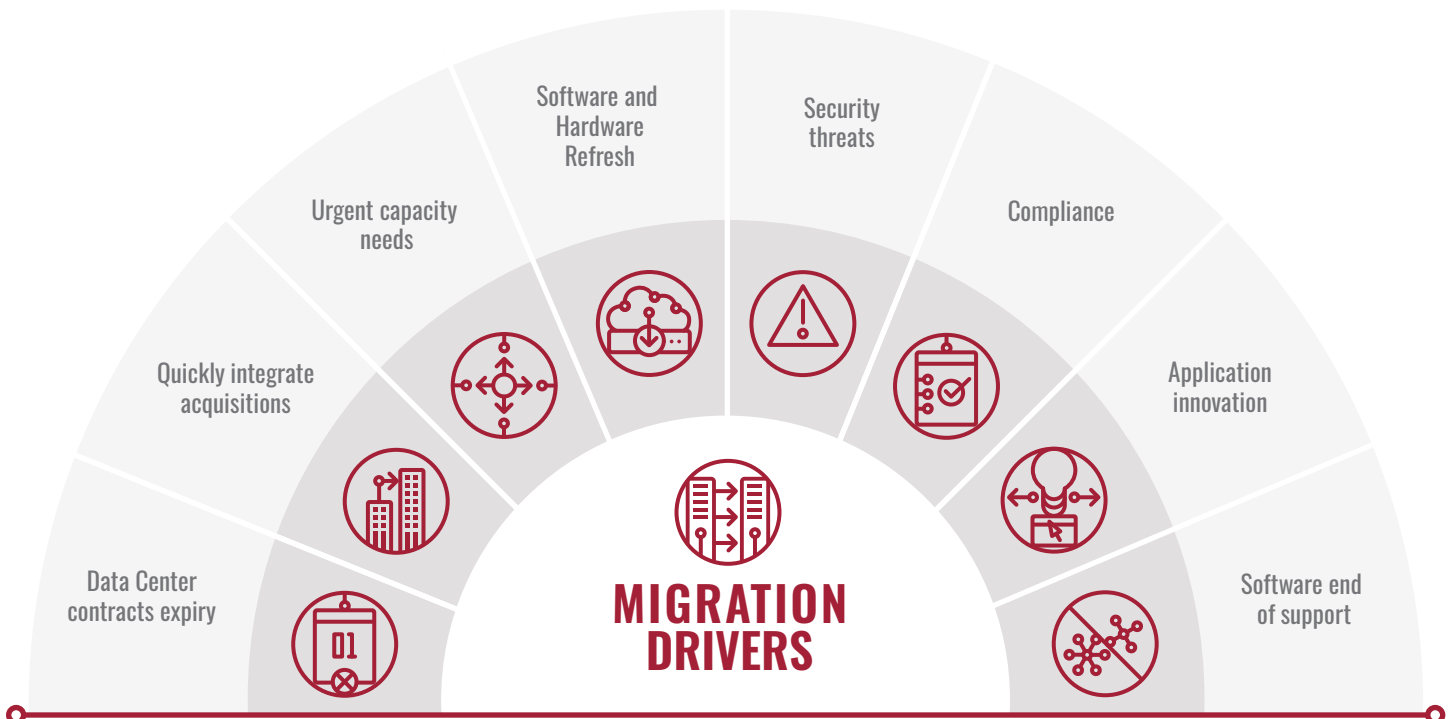 Data Center
contracts expiry
Quickly integrate
acquisitions
Urgent capacity
needs
Software and
Hardware
Refresh
Security
threats
Compliance
Application
innovation
Software end
of support
01
MIGRATION
DRIVERS